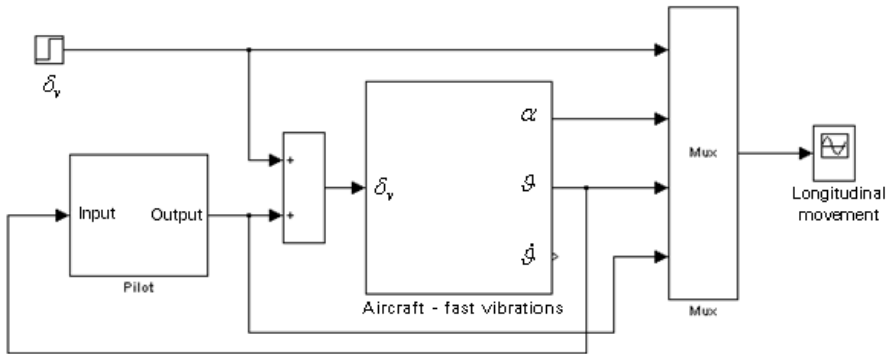 δᵥ
Input
Output
Pilot
+
+
δᵥ
α
ϑ
ϑ̇
Aircraft - fast vibrations
Mux
Mux
Longitudinal
movement